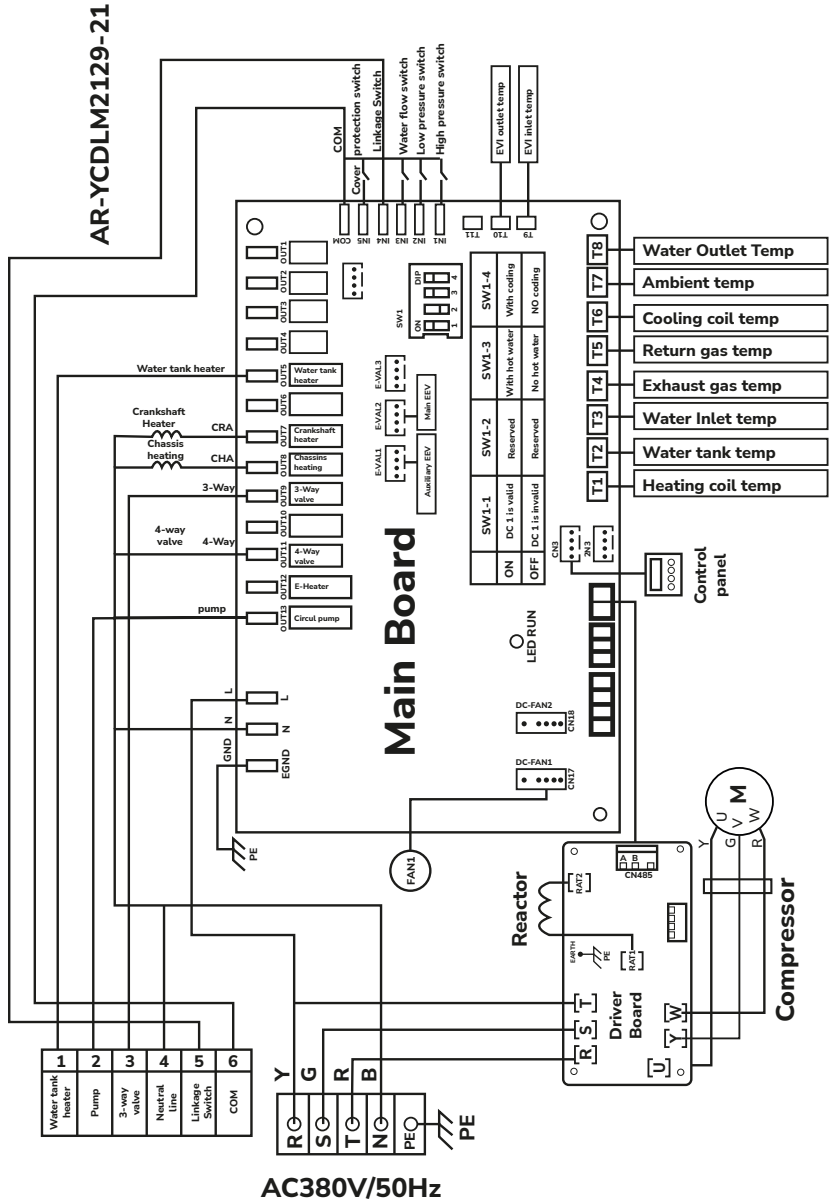 AR-YCDLM2129-21
COM
Cover protection switch
Linkage Switch
Water flow switch
Low pressure switch
High pressure switch
EVI outlet temp
EVI inlet temp
COM
IN5
IN4
IN3
IN2
IN1
T11
T10
T9
OUT1
OUT2
OUT3
OUT4
OUT5
OUT6
OUT7
OUT8
OUT9
OUT10
OUT11
OUT12
OUT13
Water tank heater
Crankshaft heater
Chassins heating
3-Way valve
4-Way valve
E-Heater
Circul pump
Water tank heater
Crankshaft Heater
CRA
Chassis heating
CHA
3-Way
4-way valve
4-Way
pump
L
N
GND
L
N
EGND
PE
SW1
ON
DIP
1
2
3
4
E-VAL3
E-VAL2
E-VAL1
Main EEV
Auxiliary EEV
SW1-1
SW1-2
SW1-3
SW1-4
ON
DC 1 is valid
Reserved
With hot water
With coding
OFF
DC 1 is invalid
Reserved
No hot water
NO coding
Main Board
LED RUN
T8
Water Outlet Temp
T7
Ambient temp
T6
Cooling coil temp
T5
Return gas temp
T4
Exhaust gas temp
T3
Water Inlet temp
T2
Water tank temp
T1
Heating coil temp
CN3
2N3
Control panel
DC-FAN2
CN18
DC-FAN1
CN17
FAN1
M
U
V
W
Y
G
R
Compressor
A B
CN485
Reactor
RAT2
RAT1
EARTH
PE
Driver Board
T
S
R
W
Y
U
1
2
3
4
5
6
Water tank heater
Pump
3-way valve
Neutral line
Linkage Switch
COM
Y
G
R
B
R
S
T
N
PE
PE
AC380V/50Hz